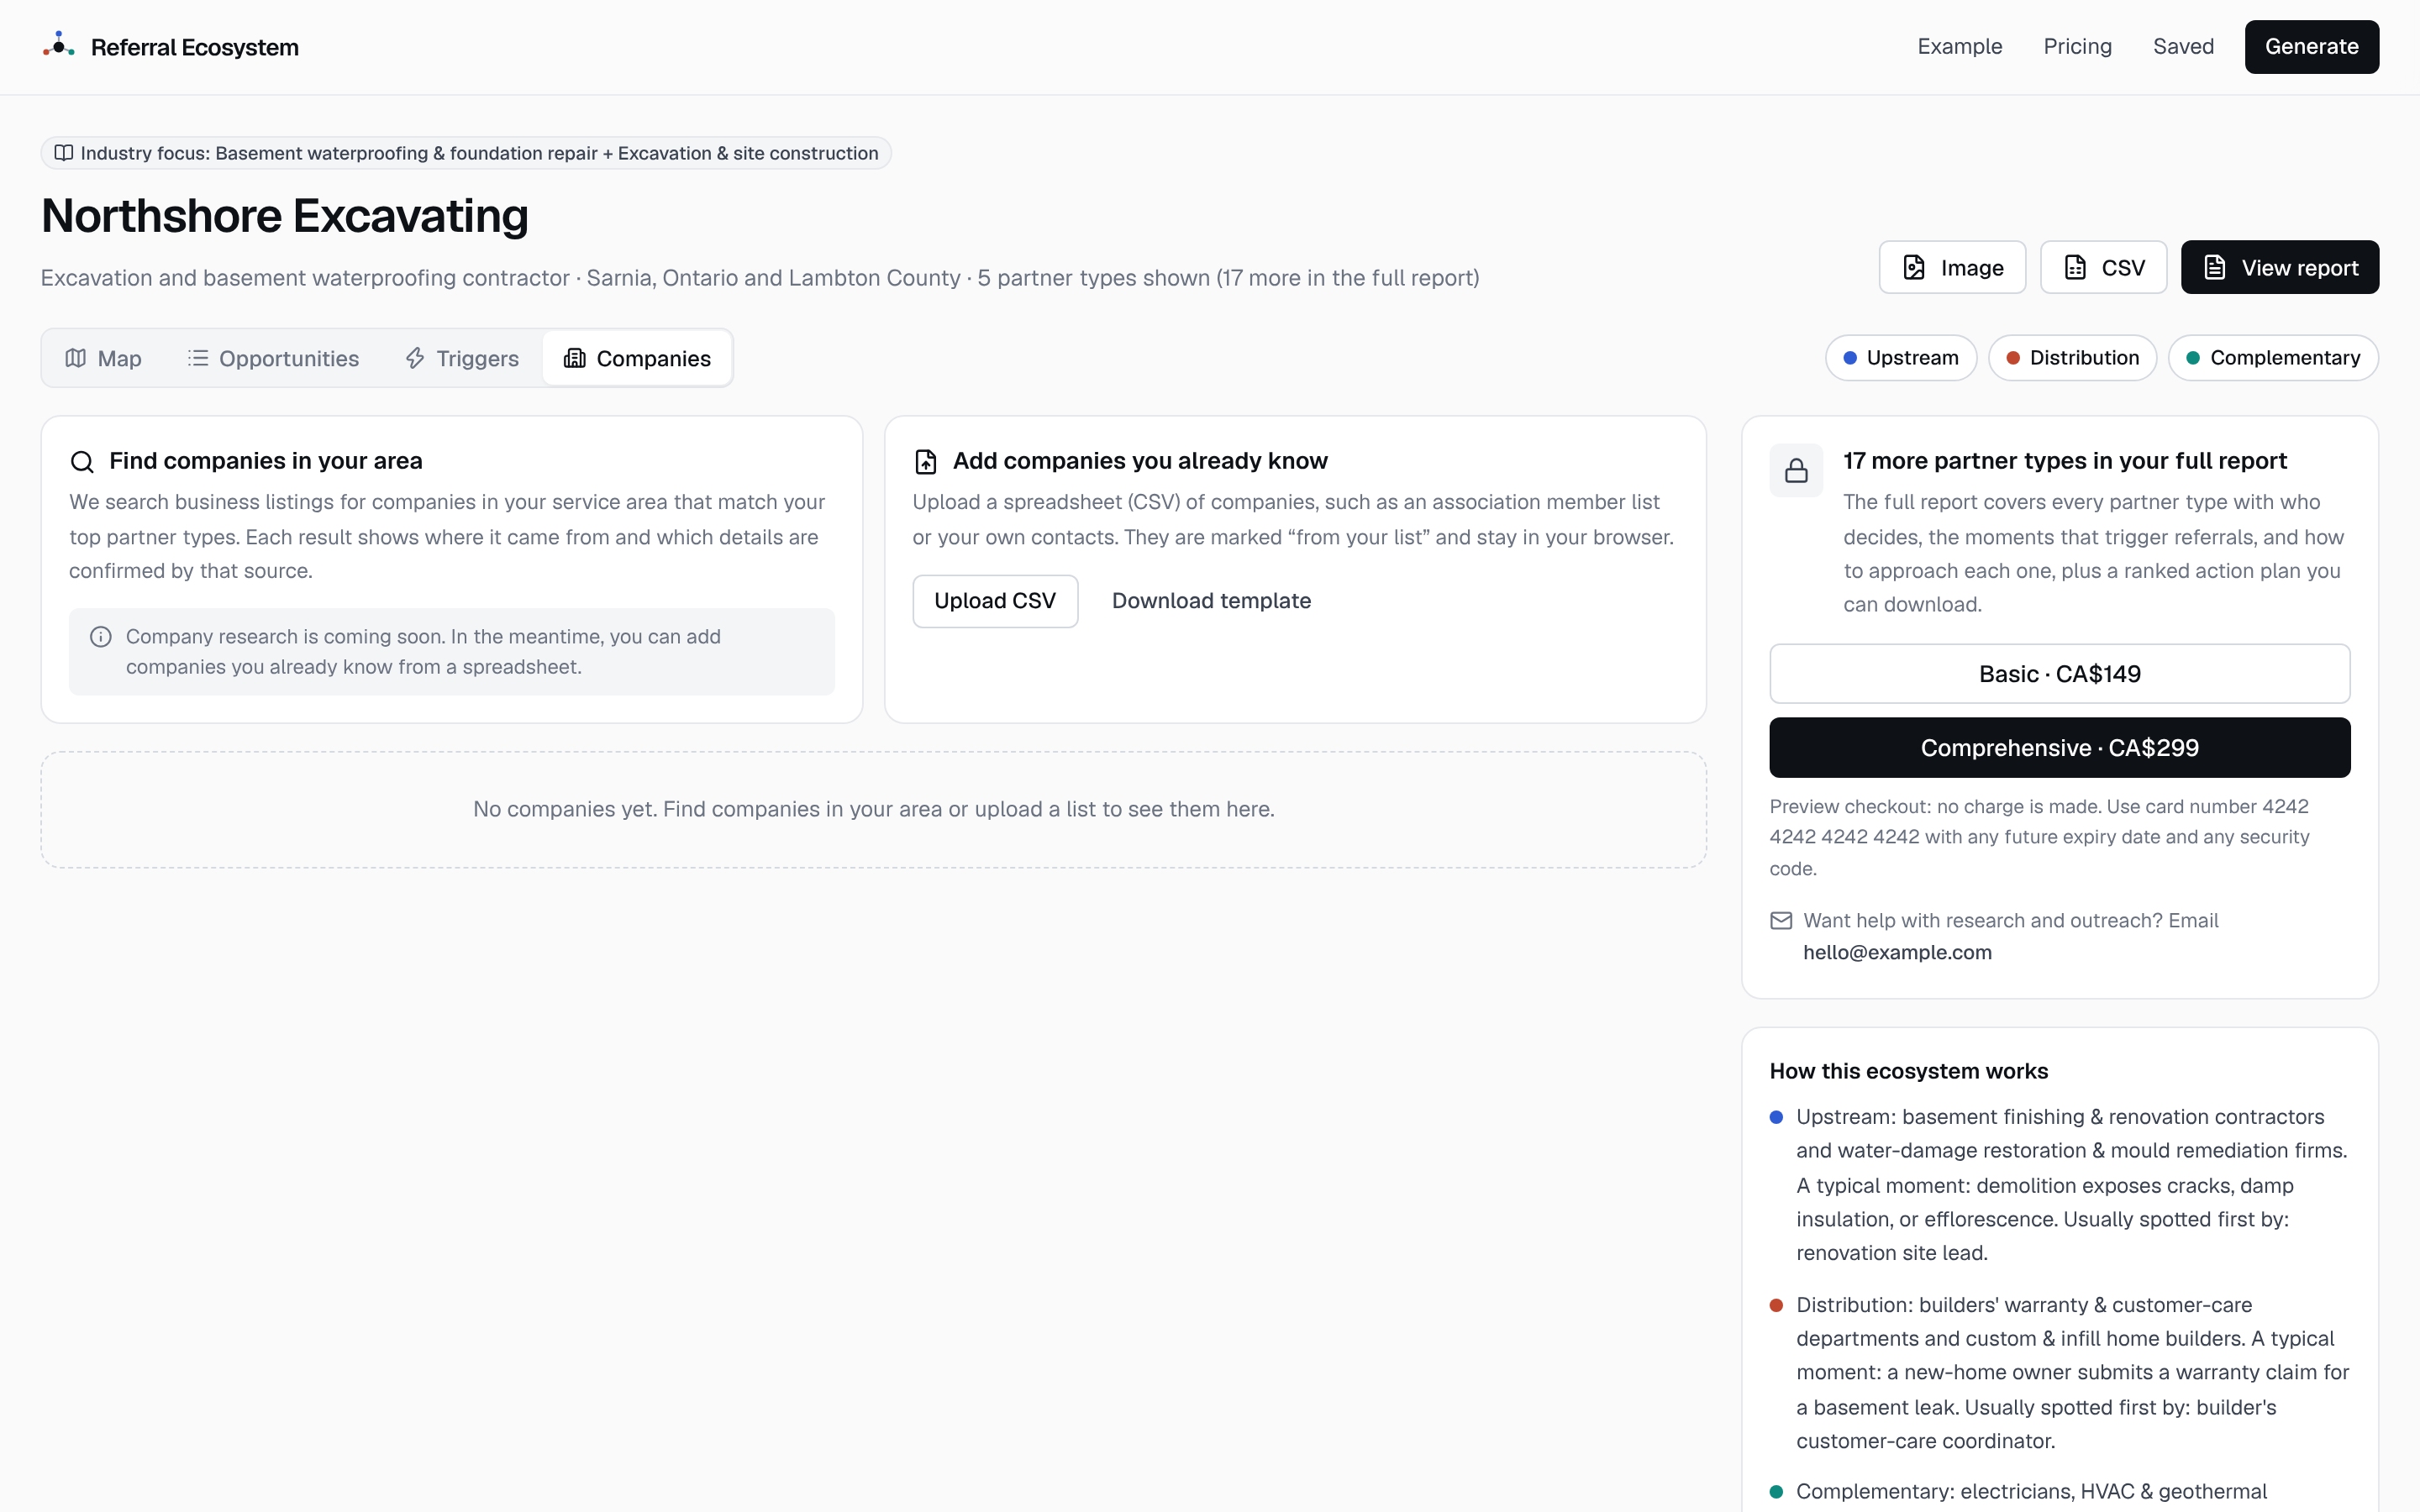 Referral Ecosystem
Example
Pricing
Saved
Generate
Industry focus: Basement waterproofing & foundation repair + Excavation & site construction
Northshore Excavating
Excavation and basement waterproofing contractor · Sarnia, Ontario and Lambton County · 5 partner types shown (17 more in the full report)
Image
CSV
View report
Map
Opportunities
Triggers
Companies
Upstream
Distribution
Complementary
Find companies in your area
We search business listings for companies in your service area that match your
top partner types. Each result shows where it came from and which details are
confirmed by that source.
Company research is coming soon. In the meantime, you can add
companies you already know from a spreadsheet.
Add companies you already know
Upload a spreadsheet (CSV) of companies, such as an association member list
or your own contacts. They are marked “from your list” and stay in your browser.
Upload CSV
Download template
No companies yet. Find companies in your area or upload a list to see them here.
17 more partner types in your full report
The full report covers every partner type with who
decides, the moments that trigger referrals, and how
to approach each one, plus a ranked action plan you
can download.
Basic · CA$149
Comprehensive · CA$299
Preview checkout: no charge is made. Use card number 4242
4242 4242 4242 with any future expiry date and any security
code.
Want help with research and outreach? Email
hello@example.com
How this ecosystem works
Upstream: basement finishing & renovation contractors
and water-damage restoration & mould remediation firms.
A typical moment: demolition exposes cracks, damp
insulation, or efflorescence. Usually spotted first by:
renovation site lead.
Distribution: builders' warranty & customer-care
departments and custom & infill home builders. A typical
moment: a new-home owner submits a warranty claim for
a basement leak. Usually spotted first by: builder's
customer-care coordinator.
Complementary: electricians, HVAC & geothermal